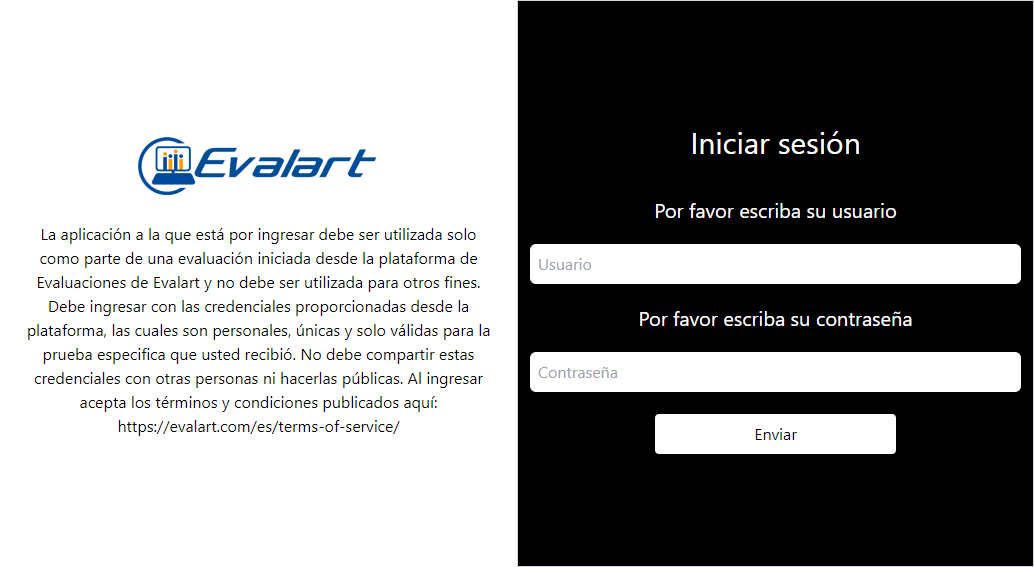 Evalart
La aplicación a la que está por ingresar debe ser utilizada solo
como parte de una evaluación iniciada desde la plataforma de
Evaluaciones de Evalart y no debe ser utilizada para otros fines.
Debe ingresar con las credenciales proporcionadas desde la
plataforma, las cuales son personales, únicas y solo válidas para la
prueba especifica que usted recibió. No debe compartir estas
credenciales con otras personas ni hacerlas públicas. Al ingresar
acepta los términos y condiciones publicados aquí:
https://evalart.com/es/terms-of-service/
Iniciar sesión
Por favor escriba su usuario
Usuario
Por favor escriba su contraseña
Contraseña
Enviar